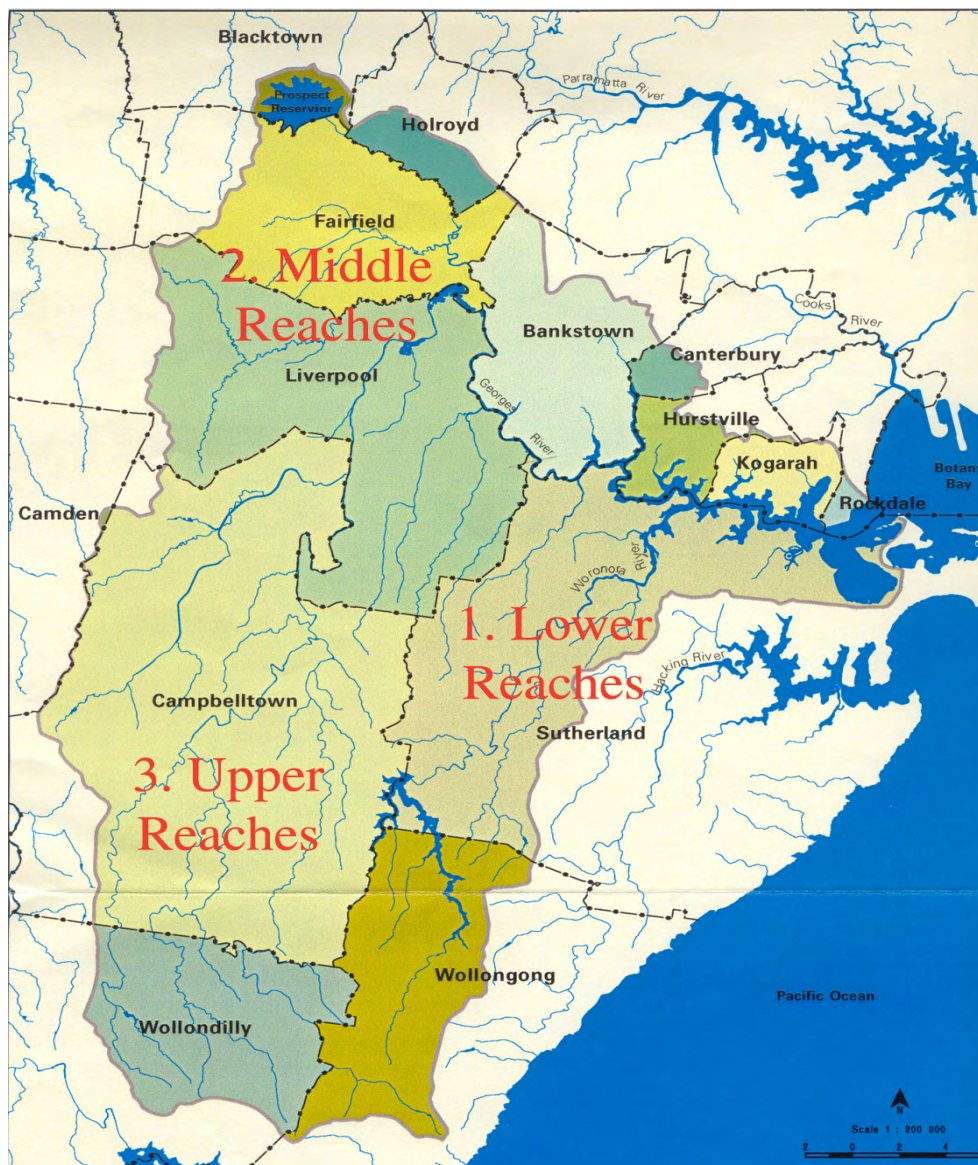 Blacktown
Parramatta
River
Prospect
Reservior
Holroyd
Fairfield
2. Middle
Reaches
Cooks
River
Bankstown
Canterbury
Liverpool
Georges
River
Hurstville
Kogarah
Botany
Bay
Rockdale
Camden
Woronora
River
1. Lower
Reaches
Hacking River
Campbelltown
Sutherland
3. Upper
Reaches
Wollongong
Pacific Ocean
Wollondilly
N
Scale 1 : 200 000
2 0 2 4